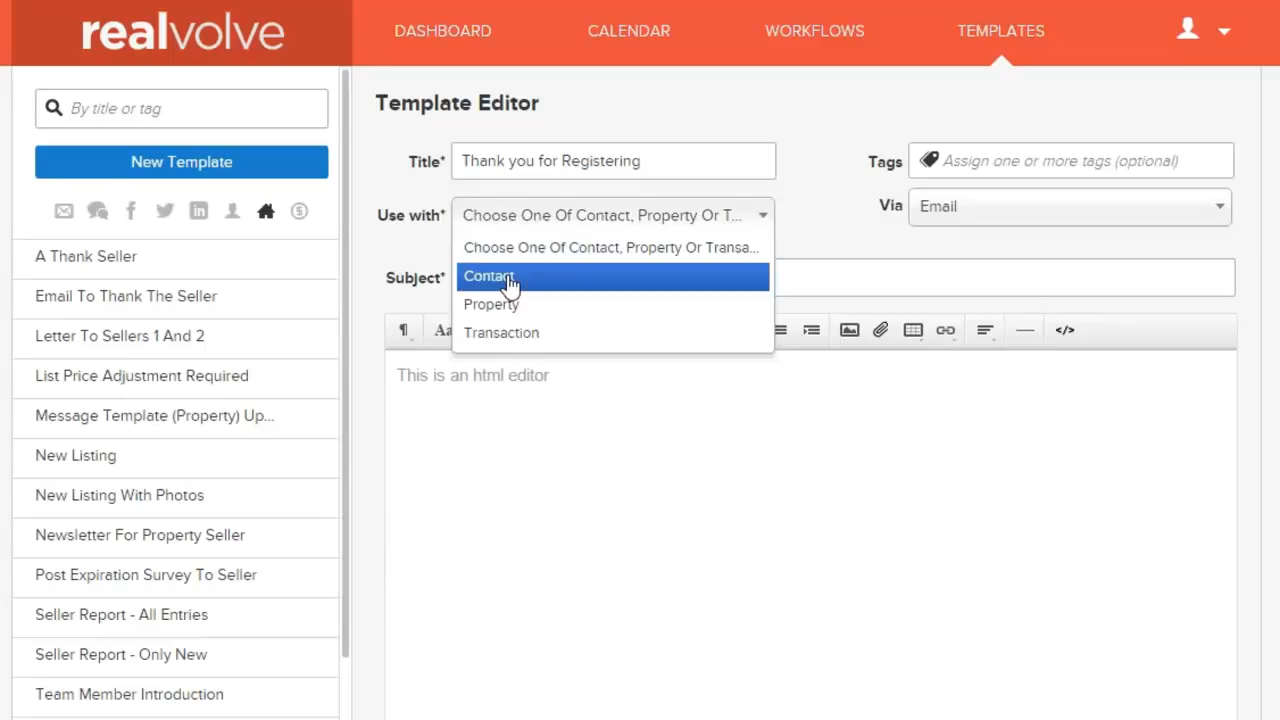 realvolve
DASHBOARD
CALENDAR
WORKFLOWS
TEMPLATES
By title or tag
New Template
A Thank Seller
Email To Thank The Seller
Letter To Sellers 1 And 2
List Price Adjustment Required
Message Template (Property) Up...
New Listing
New Listing With Photos
Newsletter For Property Seller
Post Expiration Survey To Seller
Seller Report - All Entries
Seller Report - Only New
Team Member Introduction
Template Editor
Title* Thank you for Registering
Tags Assign one or more tags (optional)
Use with* Choose One Of Contact, Property Or T...
Via Email
Choose One Of Contact, Property Or Transa...
Contact
Property
Transaction
Subject*
Aa
This is an html editor